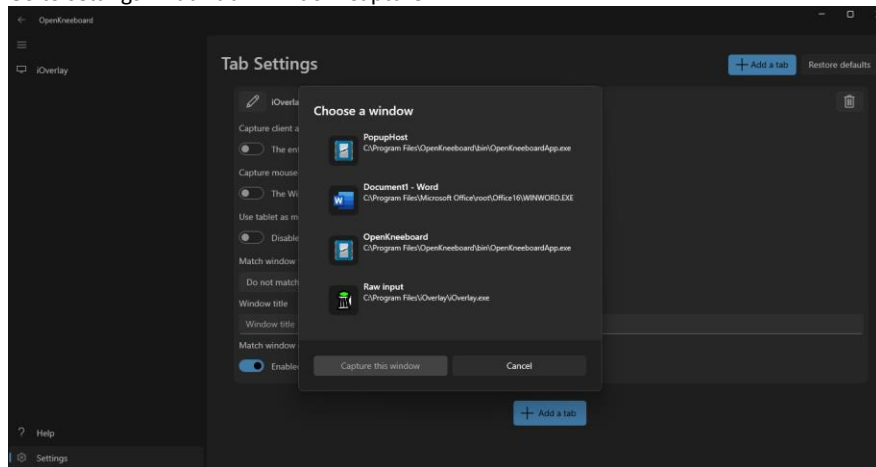 OpenKneeboard
iOverlay
Tab Settings
Add a tab
Restore defaults
iOverla
Capture client a
The en
Capture mouse
The Wi
Use tablet as m
Disable
Match window
Do not match
Window title
Window title
Match window
Enable
Choose a window
PopupHost
C:\Program Files\OpenKneeboard\bin\OpenKneeboardApp.exe
Document1 - Word
C:\Program Files\Microsoft Office\root\Office16\WINWORD.EXE
OpenKneeboard
C:\Program Files\OpenKneeboard\bin\OpenKneeboardApp.exe
Raw input
C:\Program Files\iOverlay\iOverlay.exe
Capture this window
Cancel
Add a tab
Help
Settings